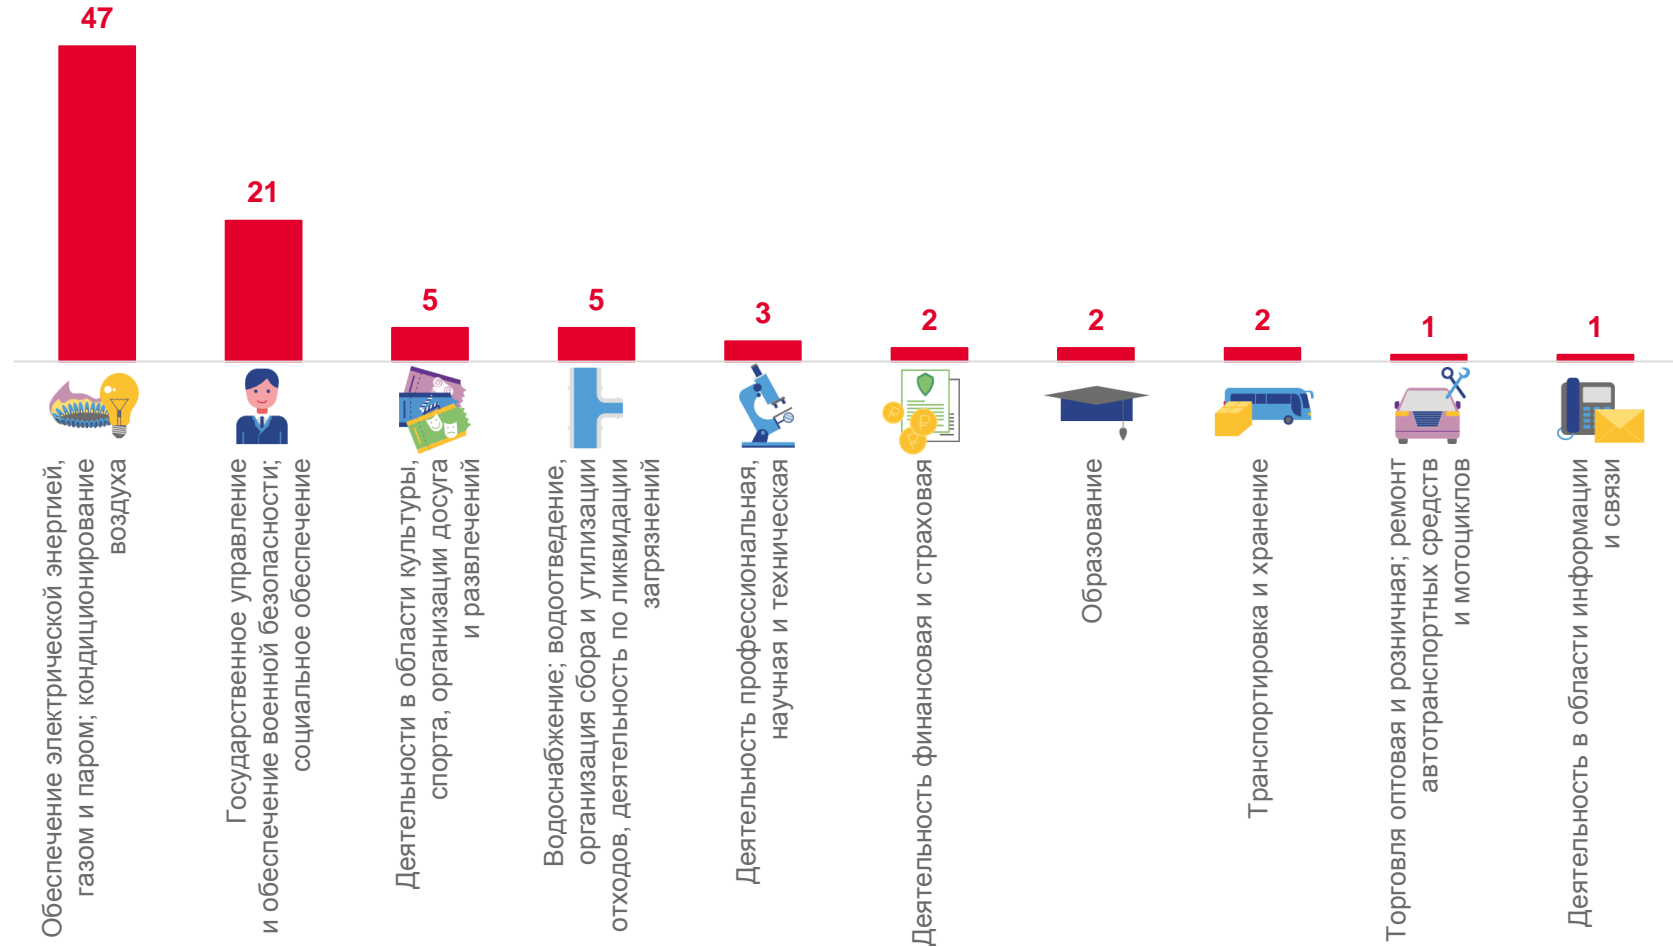 47
Обеспечение электрической энергией,
газом и паром; кондиционирование
воздуха
21
Государственное управление
и обеспечение военной безопасности;
социальное обеспечение
5
Деятельности в области культуры,
спорта, организации досуга
и развлечений
5
Водоснабжение; водоотведение,
организация сбора и утилизации
отходов, деятельность по ликвидации
загрязнений
3
Деятельность профессиональная,
научная и техническая
2
Деятельность финансовая и страховая
2
Образование
2
Транспортировка и хранение
1
Торговля оптовая и розничная; ремонт
автотранспортных средств
и мотоциклов
1
Деятельность в области информации
и связи